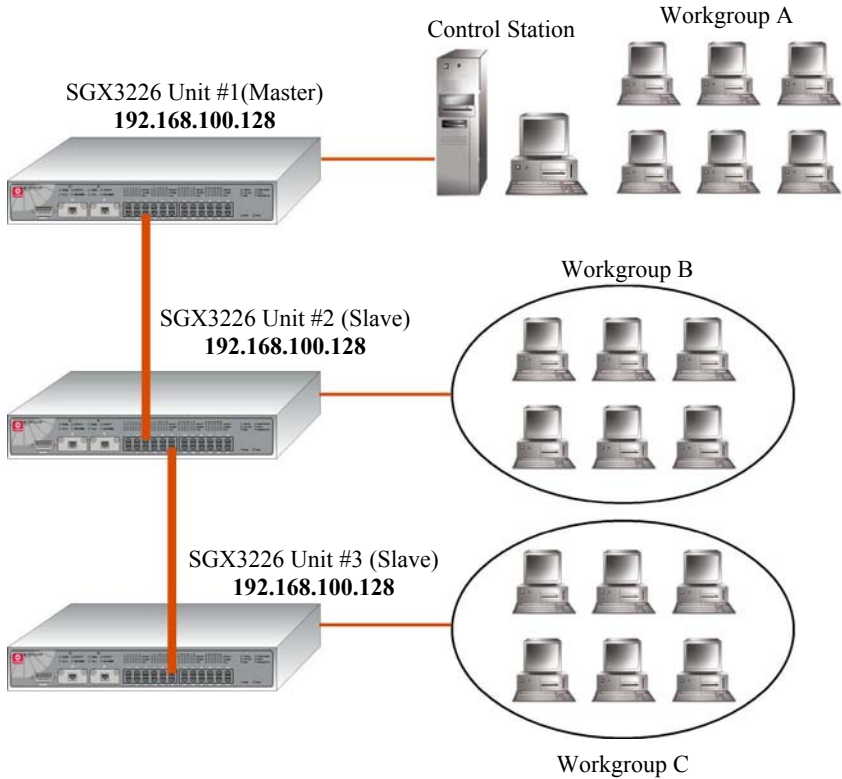 Workgroup A
Control Station
SGX3226 Unit #1(Master)
192.168.100.128
Workgroup B
SGX3226 Unit #2 (Slave)
192.168.100.128
SGX3226 Unit #3 (Slave)
192.168.100.128
Workgroup C